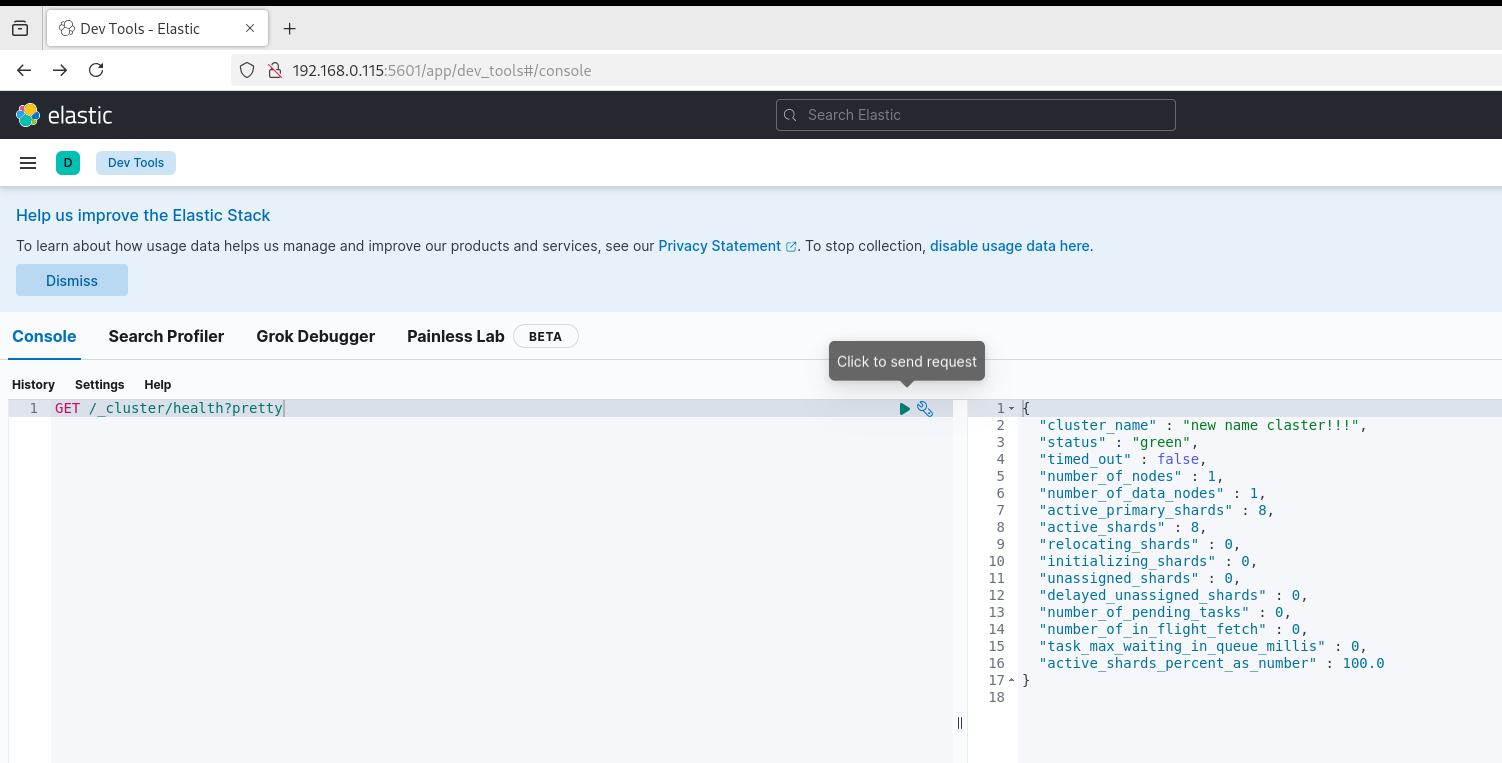 Dev Tools - Elastic
192.168.0.115:5601/app/dev_tools#/console
elastic
Search Elastic
D
Dev Tools
Help us improve the Elastic Stack
To learn about how usage data helps us manage and improve our products and services, see our Privacy Statement. To stop collection, disable usage data here.
Dismiss
Console Search Profiler Grok Debugger Painless Lab BETA
Click to send request
History Settings Help
1 GET /_cluster/health?pretty
1 {
2 "cluster_name" : "new name claster!!!",
3 "status" : "green",
4 "timed_out" : false,
5 "number_of_nodes" : 1,
6 "number_of_data_nodes" : 1,
7 "active_primary_shards" : 8,
8 "active_shards" : 8,
9 "relocating_shards" : 0,
10 "initializing_shards" : 0,
11 "unassigned_shards" : 0,
12 "delayed_unassigned_shards" : 0,
13 "number_of_pending_tasks" : 0,
14 "number_of_in_flight_fetch" : 0,
15 "task_max_waiting_in_queue_millis" : 0,
16 "active_shards_percent_as_number" : 100.0
17 }
18